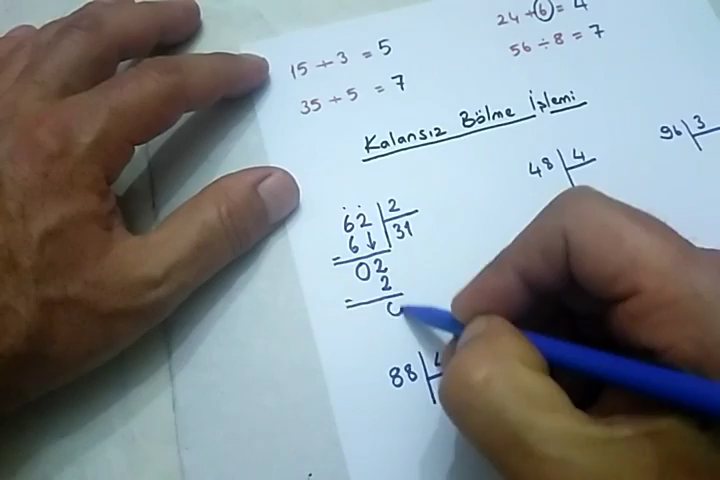 15 ÷ 3 = 5
24 ÷ 6 = 4
35 ÷ 5 = 7
56 ÷ 8 = 7
Kalansız Bölme İşlemi
62 2
6 31
02
2
0
48 4
96 3
88